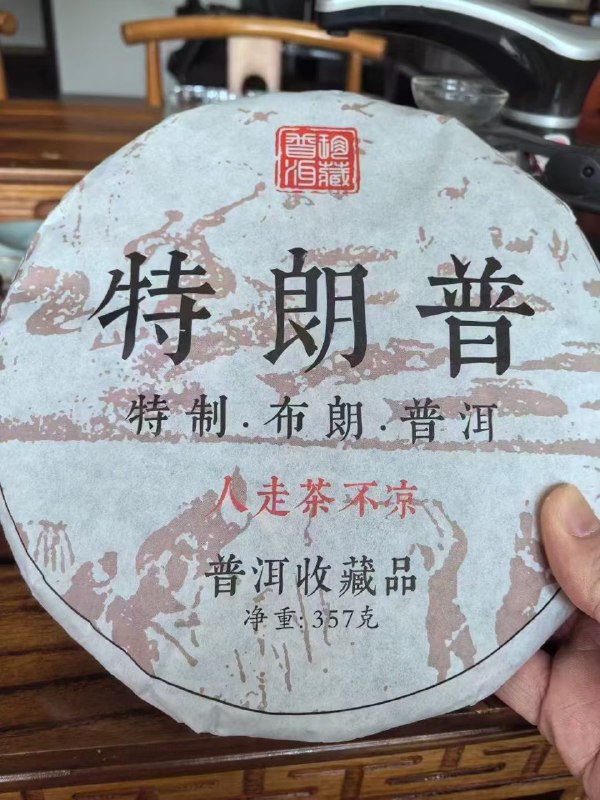 普洱珍藏
特朗普
特制·布朗·普洱
人走茶不凉
普洱收藏品
净重:357克